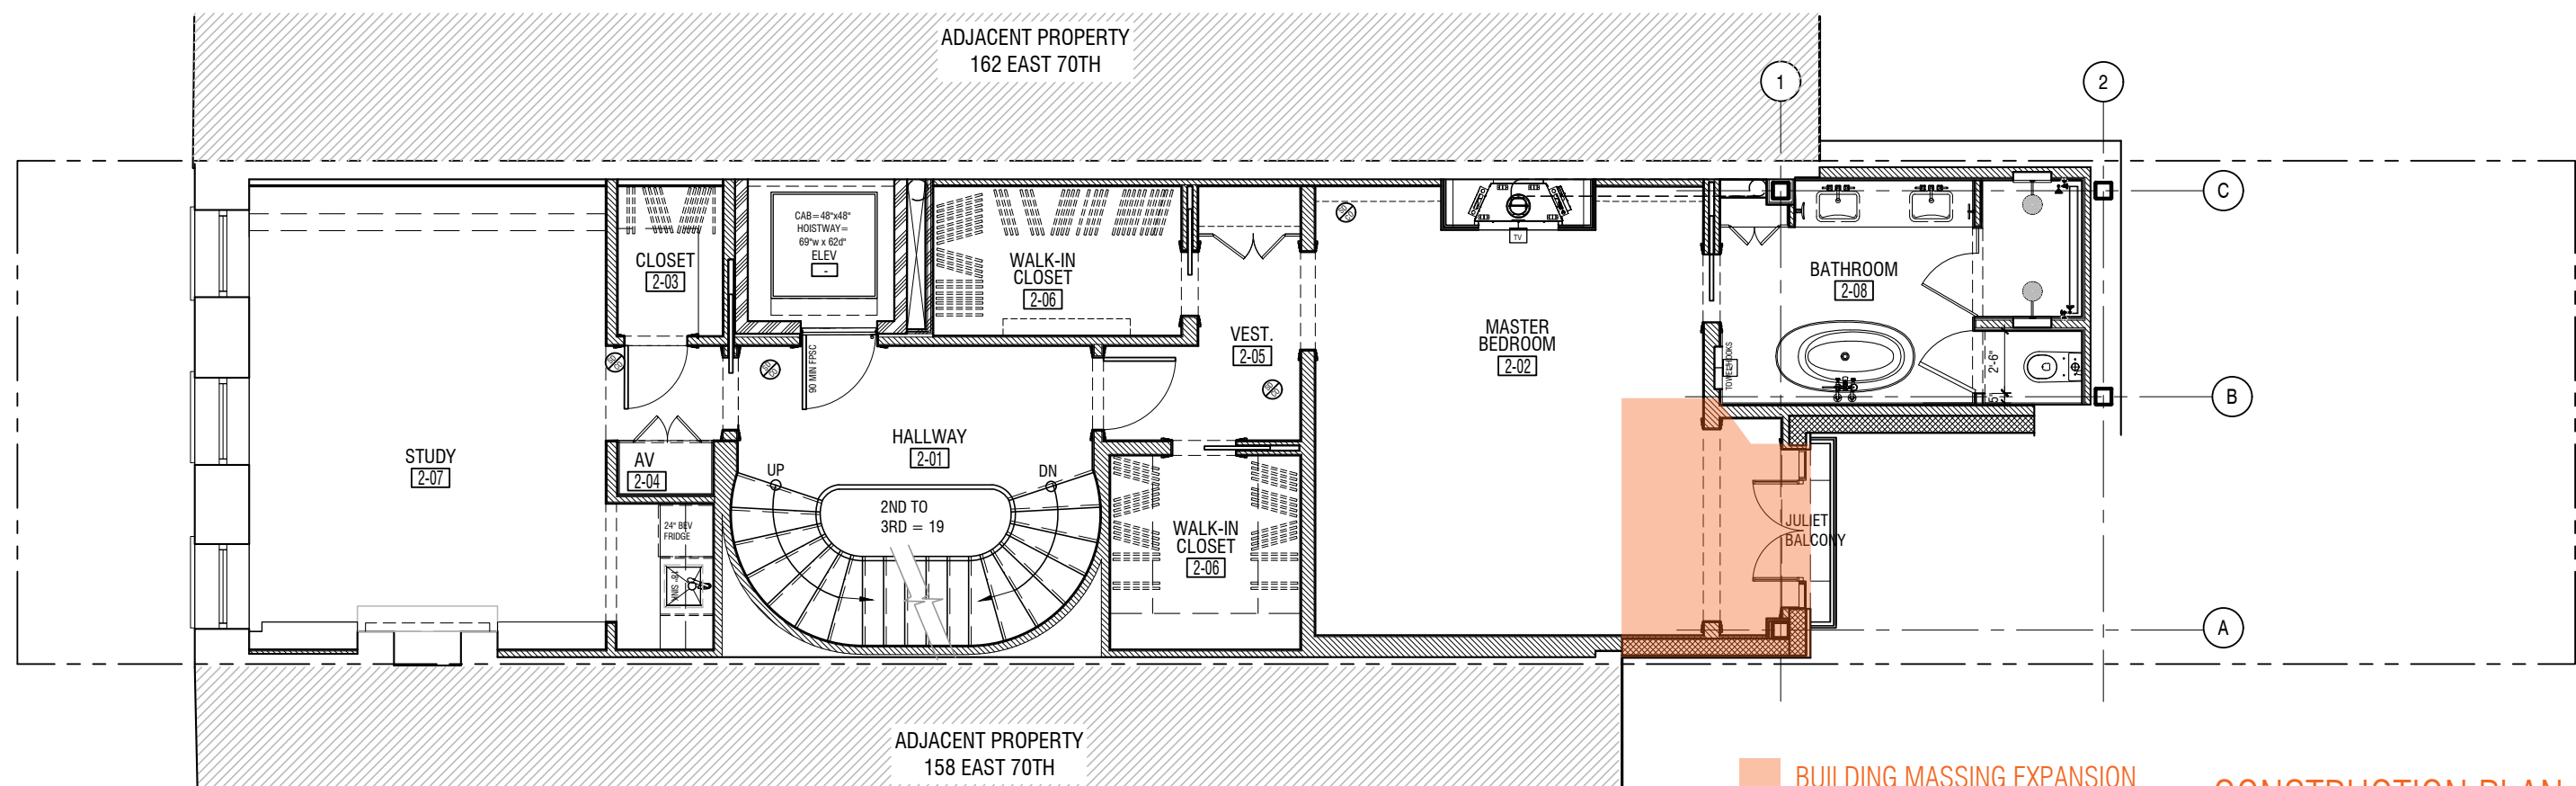 ADJACENT PROPERTY
162 EAST 70TH
1
2
C
B
A
CLOSET
2-03
CAB=48"x48"
HOISTWAY=
69"w x 62d"
ELEV
-
90 MIN FPSC
WALK-IN
CLOSET
2-06
VEST.
2-05
MASTER
BEDROOM
2-02
TV
BATHROOM
2-08
TOWEL HOOKS
2'-6"
STUDY
2-07
AV
2-04
24" BEV
FRIDGE
HALLWAY
2-01
UP
DN
2ND TO
3RD = 19
WALK-IN
CLOSET
2-06
JULIET
BALCONY
ADJACENT PROPERTY
158 EAST 70TH
BUILDING MASSING EXPANSION
CONSTRUCTION PLAN